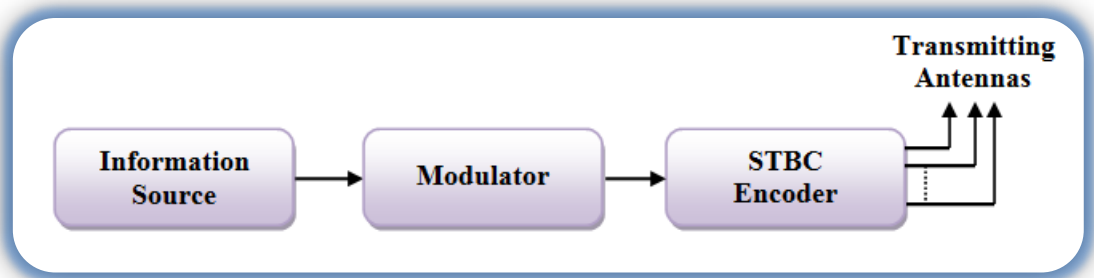 Transmitting
Antennas
Information
Source
Modulator
STBC
Encoder